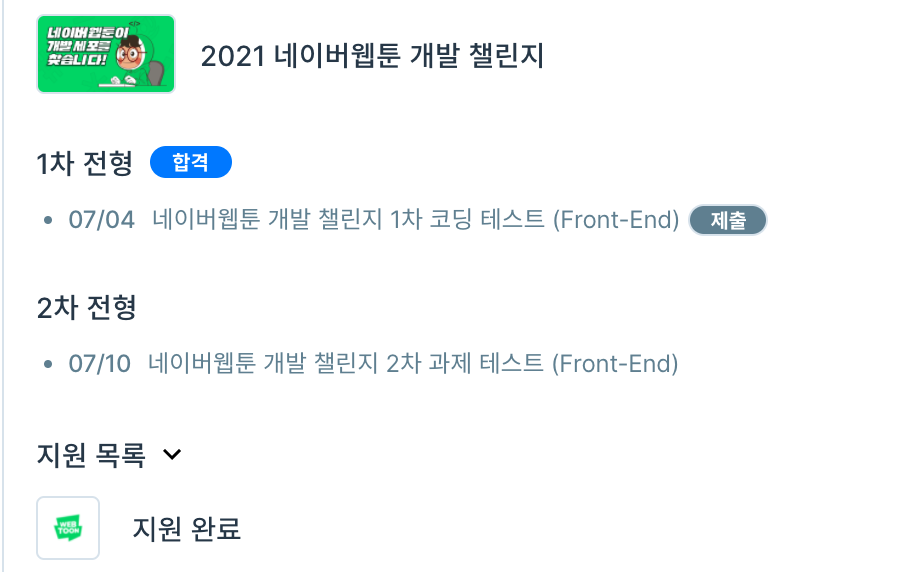 네이버웹툰이
개발 세포를
찾습니다!
2021 네이버웹툰 개발 챌린지
1차 전형 합격
• 07/04 네이버웹툰 개발 챌린지 1차 코딩 테스트 (Front-End) 제출
2차 전형
• 07/10 네이버웹툰 개발 챌린지 2차 과제 테스트 (Front-End)
지원 목록
WEB
TOON
지원 완료